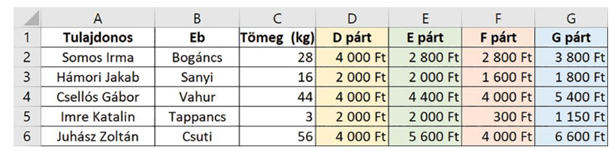 A B C D E F G
1 Tulajdonos Eb Tömeg (kg) D párt E párt F párt G párt
2 Somos Irma Bogáncs 28 4 000 Ft 2 800 Ft 2 800 Ft 3 800 Ft
3 Hámori Jakab Sanyi 16 2 000 Ft 2 000 Ft 1 600 Ft 1 800 Ft
4 Csellós Gábor Vahur 44 4 000 Ft 4 400 Ft 4 000 Ft 5 400 Ft
5 Imre Katalin Tappancs 3 2 000 Ft 2 000 Ft 300 Ft 1 150 Ft
6 Juhász Zoltán Csuti 56 4 000 Ft 5 600 Ft 4 000 Ft 6 600 Ft